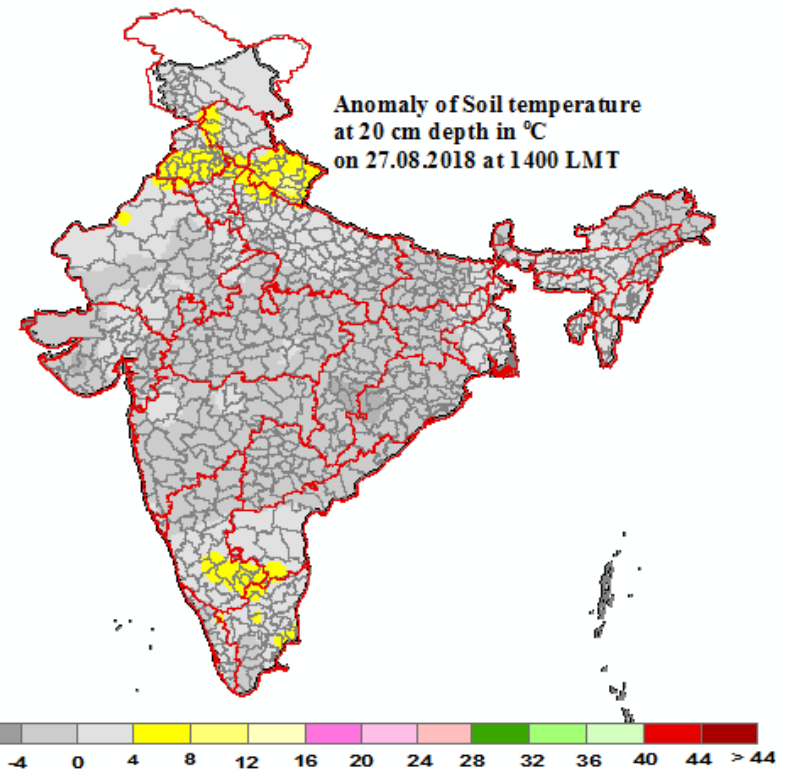 Anomaly of Soil temperature
at 20 cm depth in ⁰C
on 27.08.2018 at 1400 LMT
-4 0 4 8 12 16 20 24 28 32 36 40 44 > 44